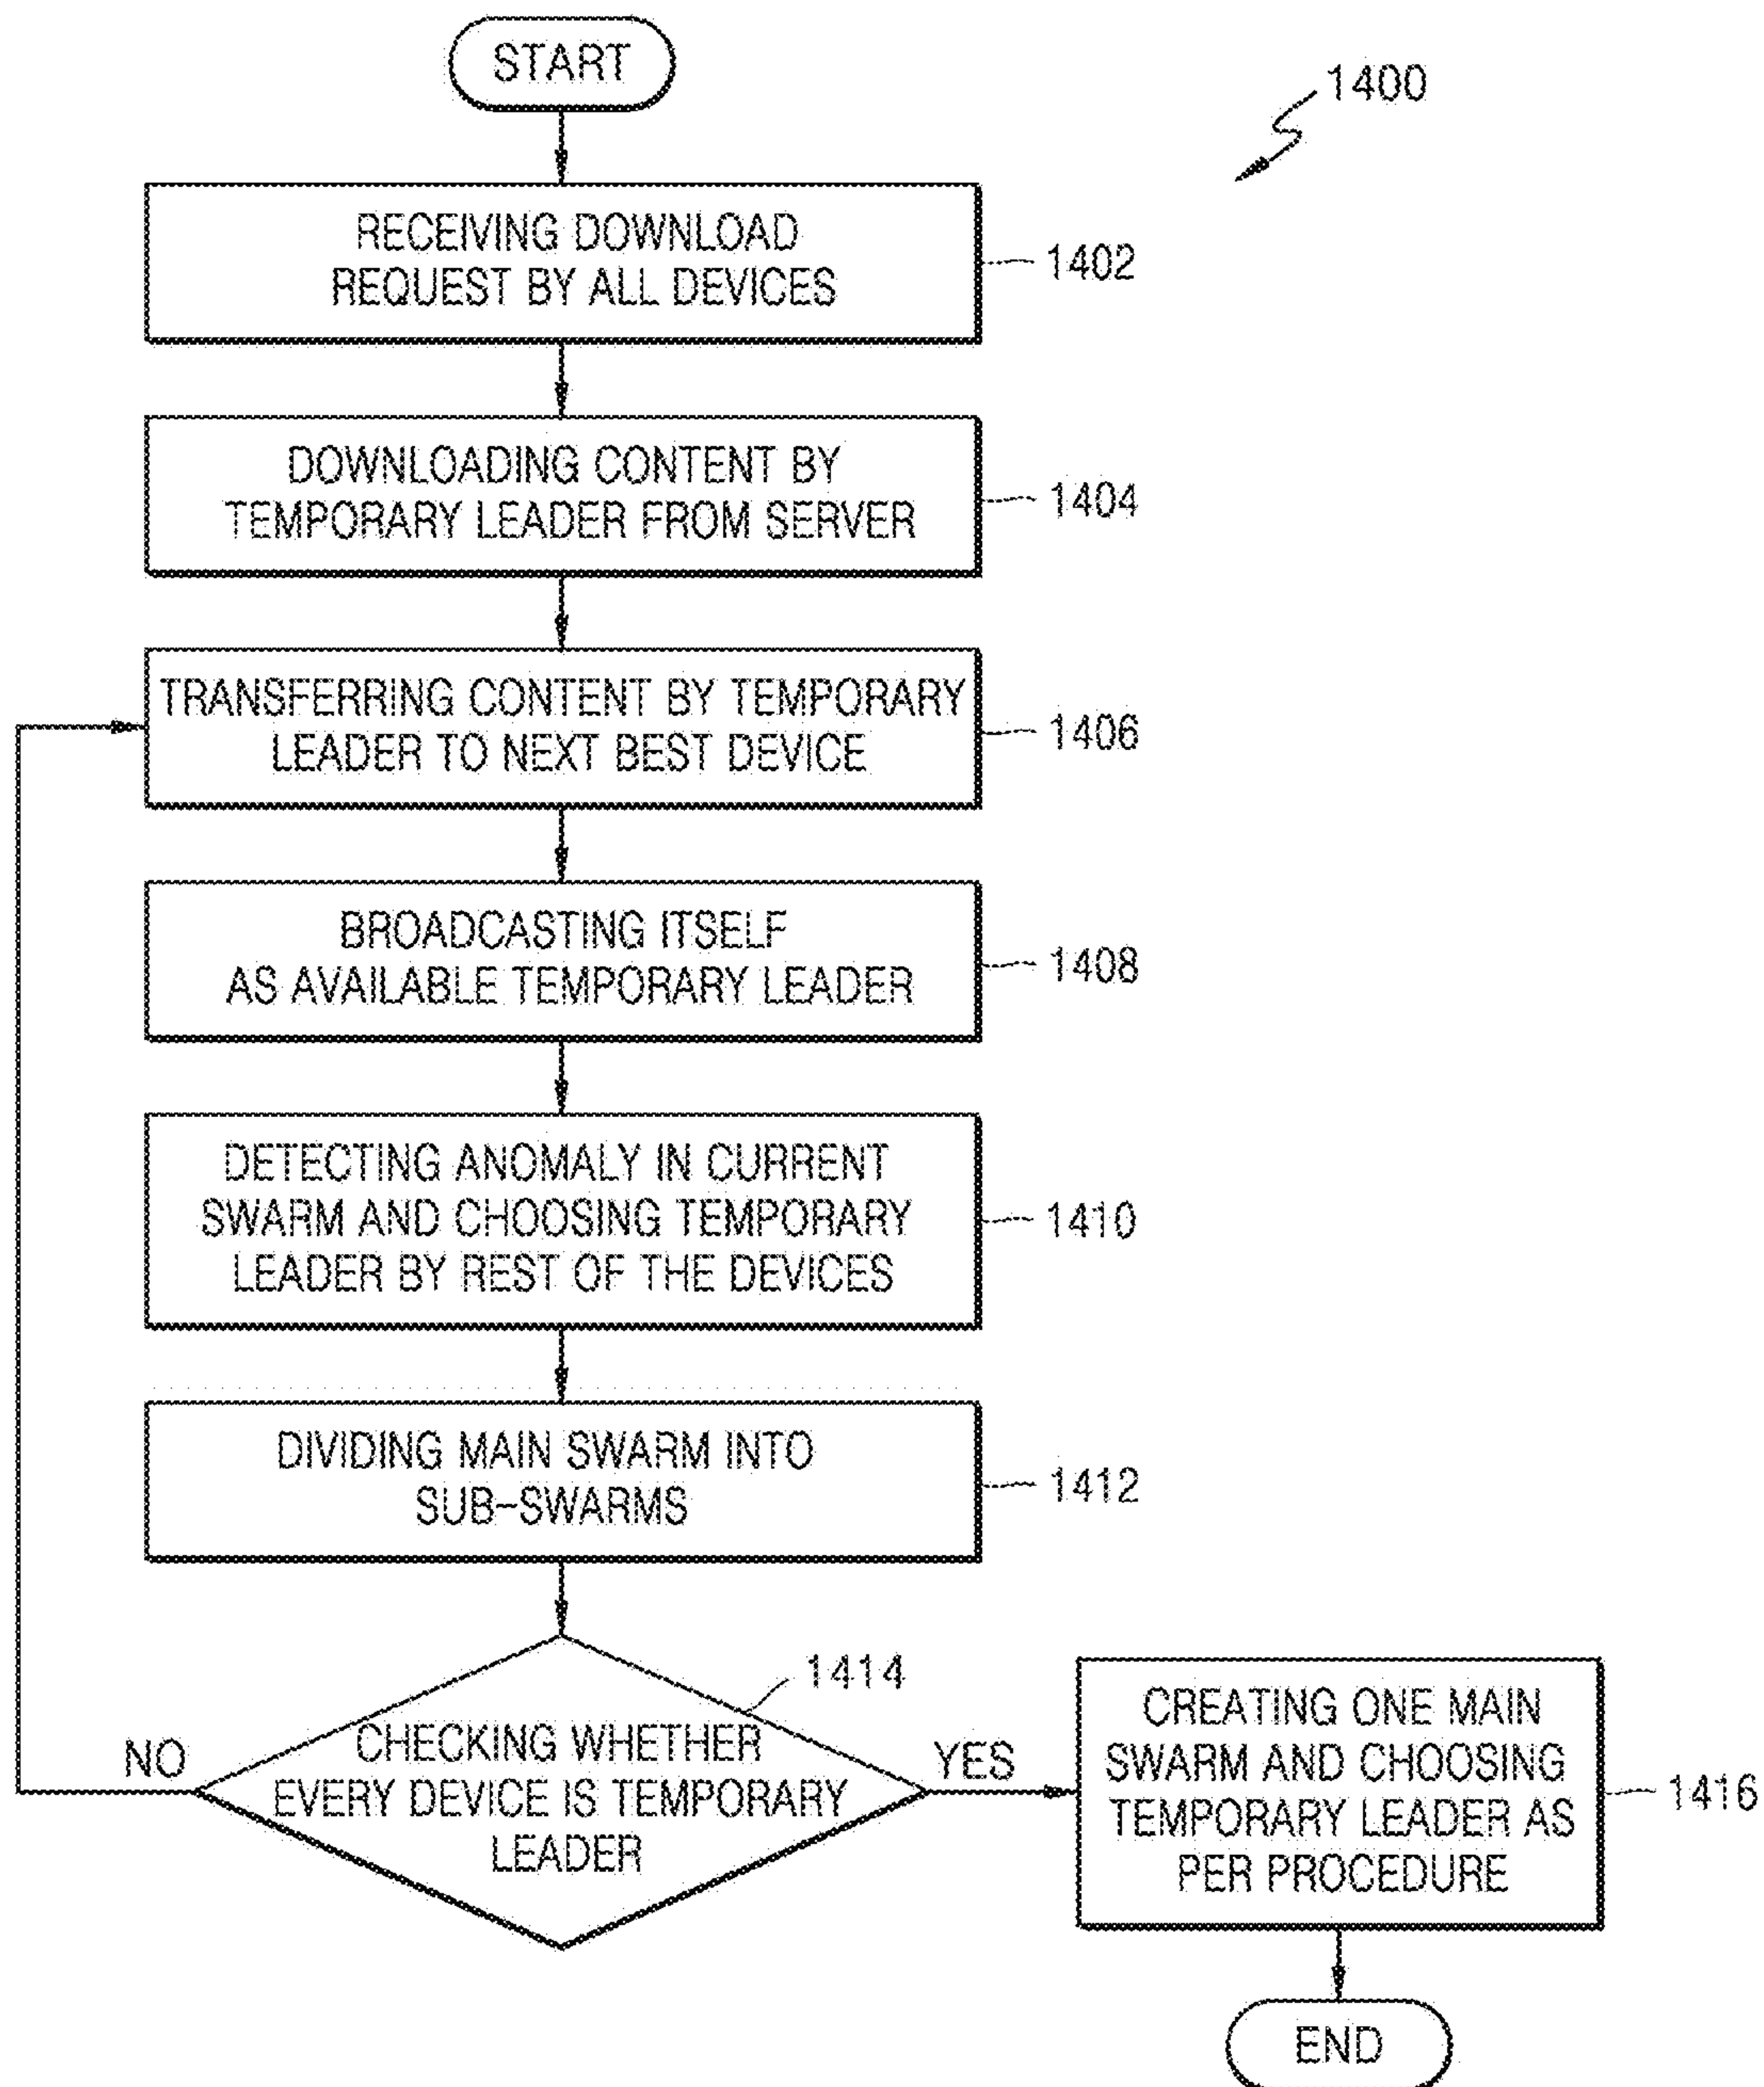 START
1400
RECEIVING DOWNLOAD
REQUEST BY ALL DEVICES
1402
DOWNLOADING CONTENT BY
TEMPORARY LEADER FROM SERVER
1404
TRANSFERRING CONTENT BY TEMPORARY
LEADER TO NEXT BEST DEVICE
1406
BROADCASTING ITSELF
AS AVAILABLE TEMPORARY LEADER
1408
DETECTING ANOMALY IN CURRENT
SWARM AND CHOOSING TEMPORARY
LEADER BY REST OF THE DEVICES
1410
DIVIDING MAIN SWARM INTO
SUB-SWARMS
1412
1414
CHECKING WHETHER
EVERY DEVICE IS TEMPORARY
LEADER
NO
YES
CREATING ONE MAIN
SWARM AND CHOOSING
TEMPORARY LEADER AS
PER PROCEDURE
1416
END